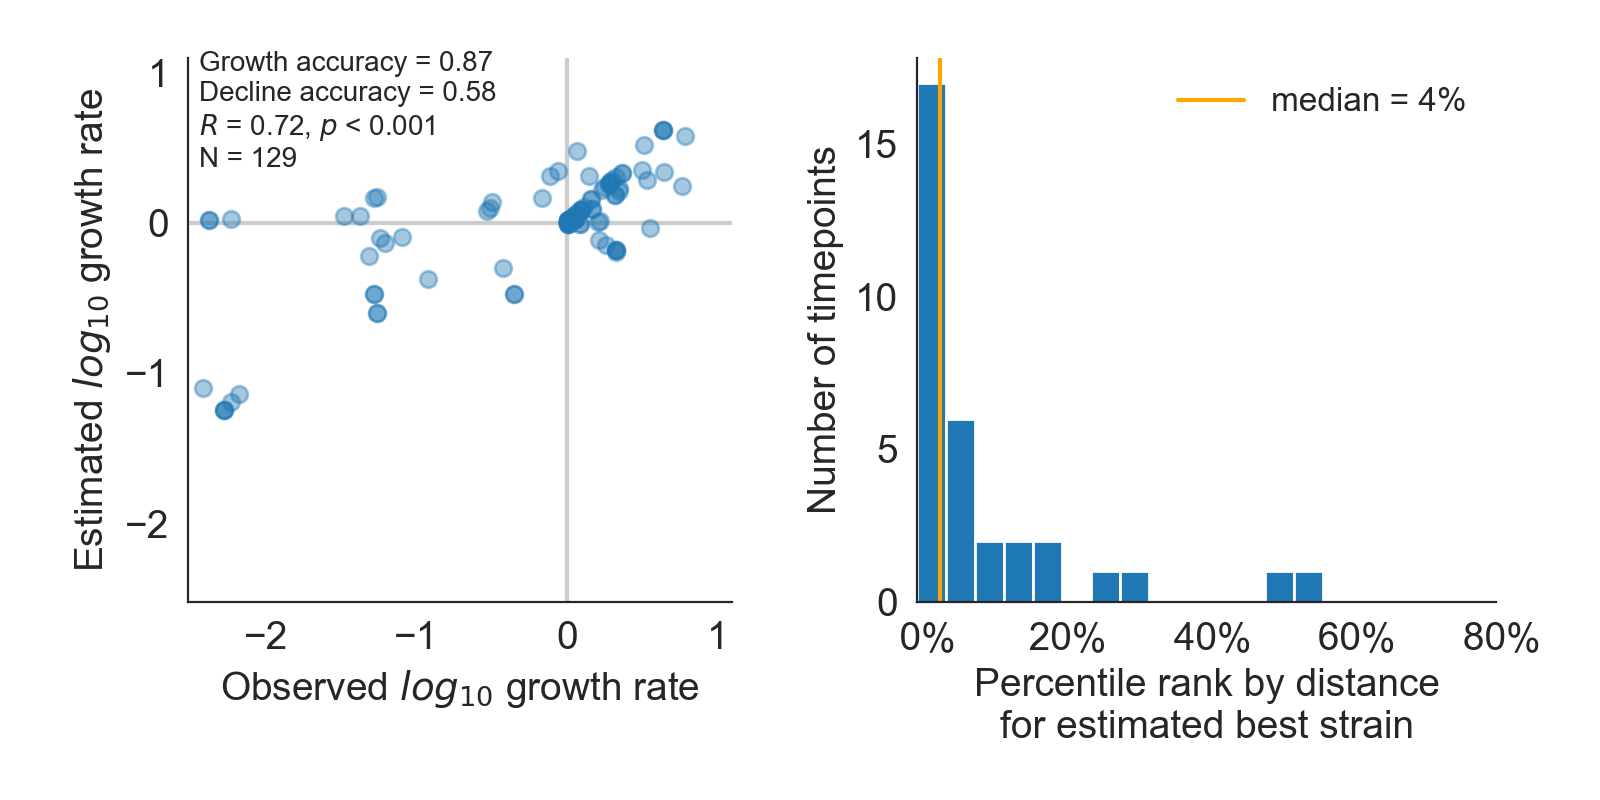 Growth accuracy = 0.87
Decline accuracy = 0.58
R = 0.72, p < 0.001
N = 129
1
0
−1
−2
Estimated log10 growth rate
−2
−1
0
1
Observed log10 growth rate
median = 4%
15
10
5
0
Number of timepoints
0%
20%
40%
60%
80%
Percentile rank by distance
for estimated best strain